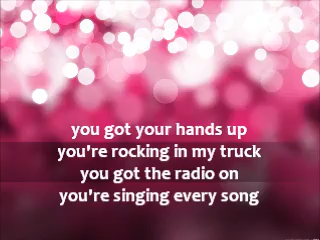 you got your hands up
you're rocking in my truck
you got the radio on
you're singing every song